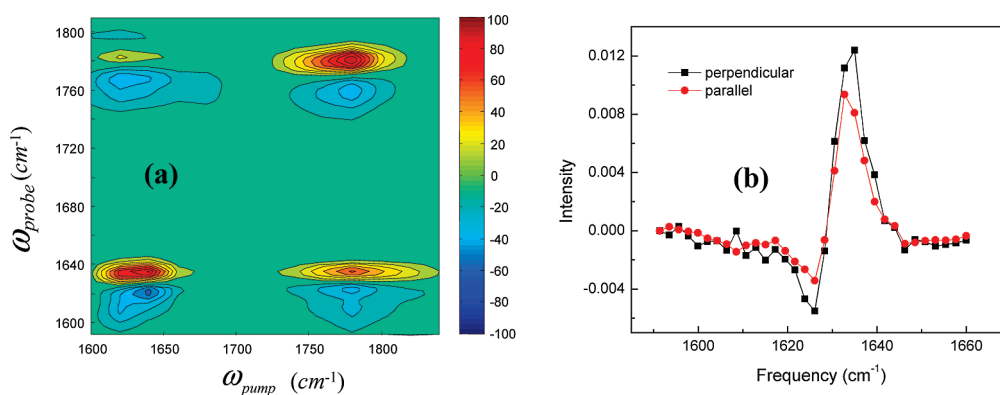 1800
1760
1720
1680
1640
1600
ωprobe(cm-1)
(a)
1600 1650 1700 1750 1800
ωpump (cm-1)
100
80
60
40
20
0
-20
-40
-60
-80
-100
0.012
0.008
0.004
0.000
-0.004
Intensity
perpendicular
parallel
(b)
1600 1620 1640 1660
Frequency (cm-1)